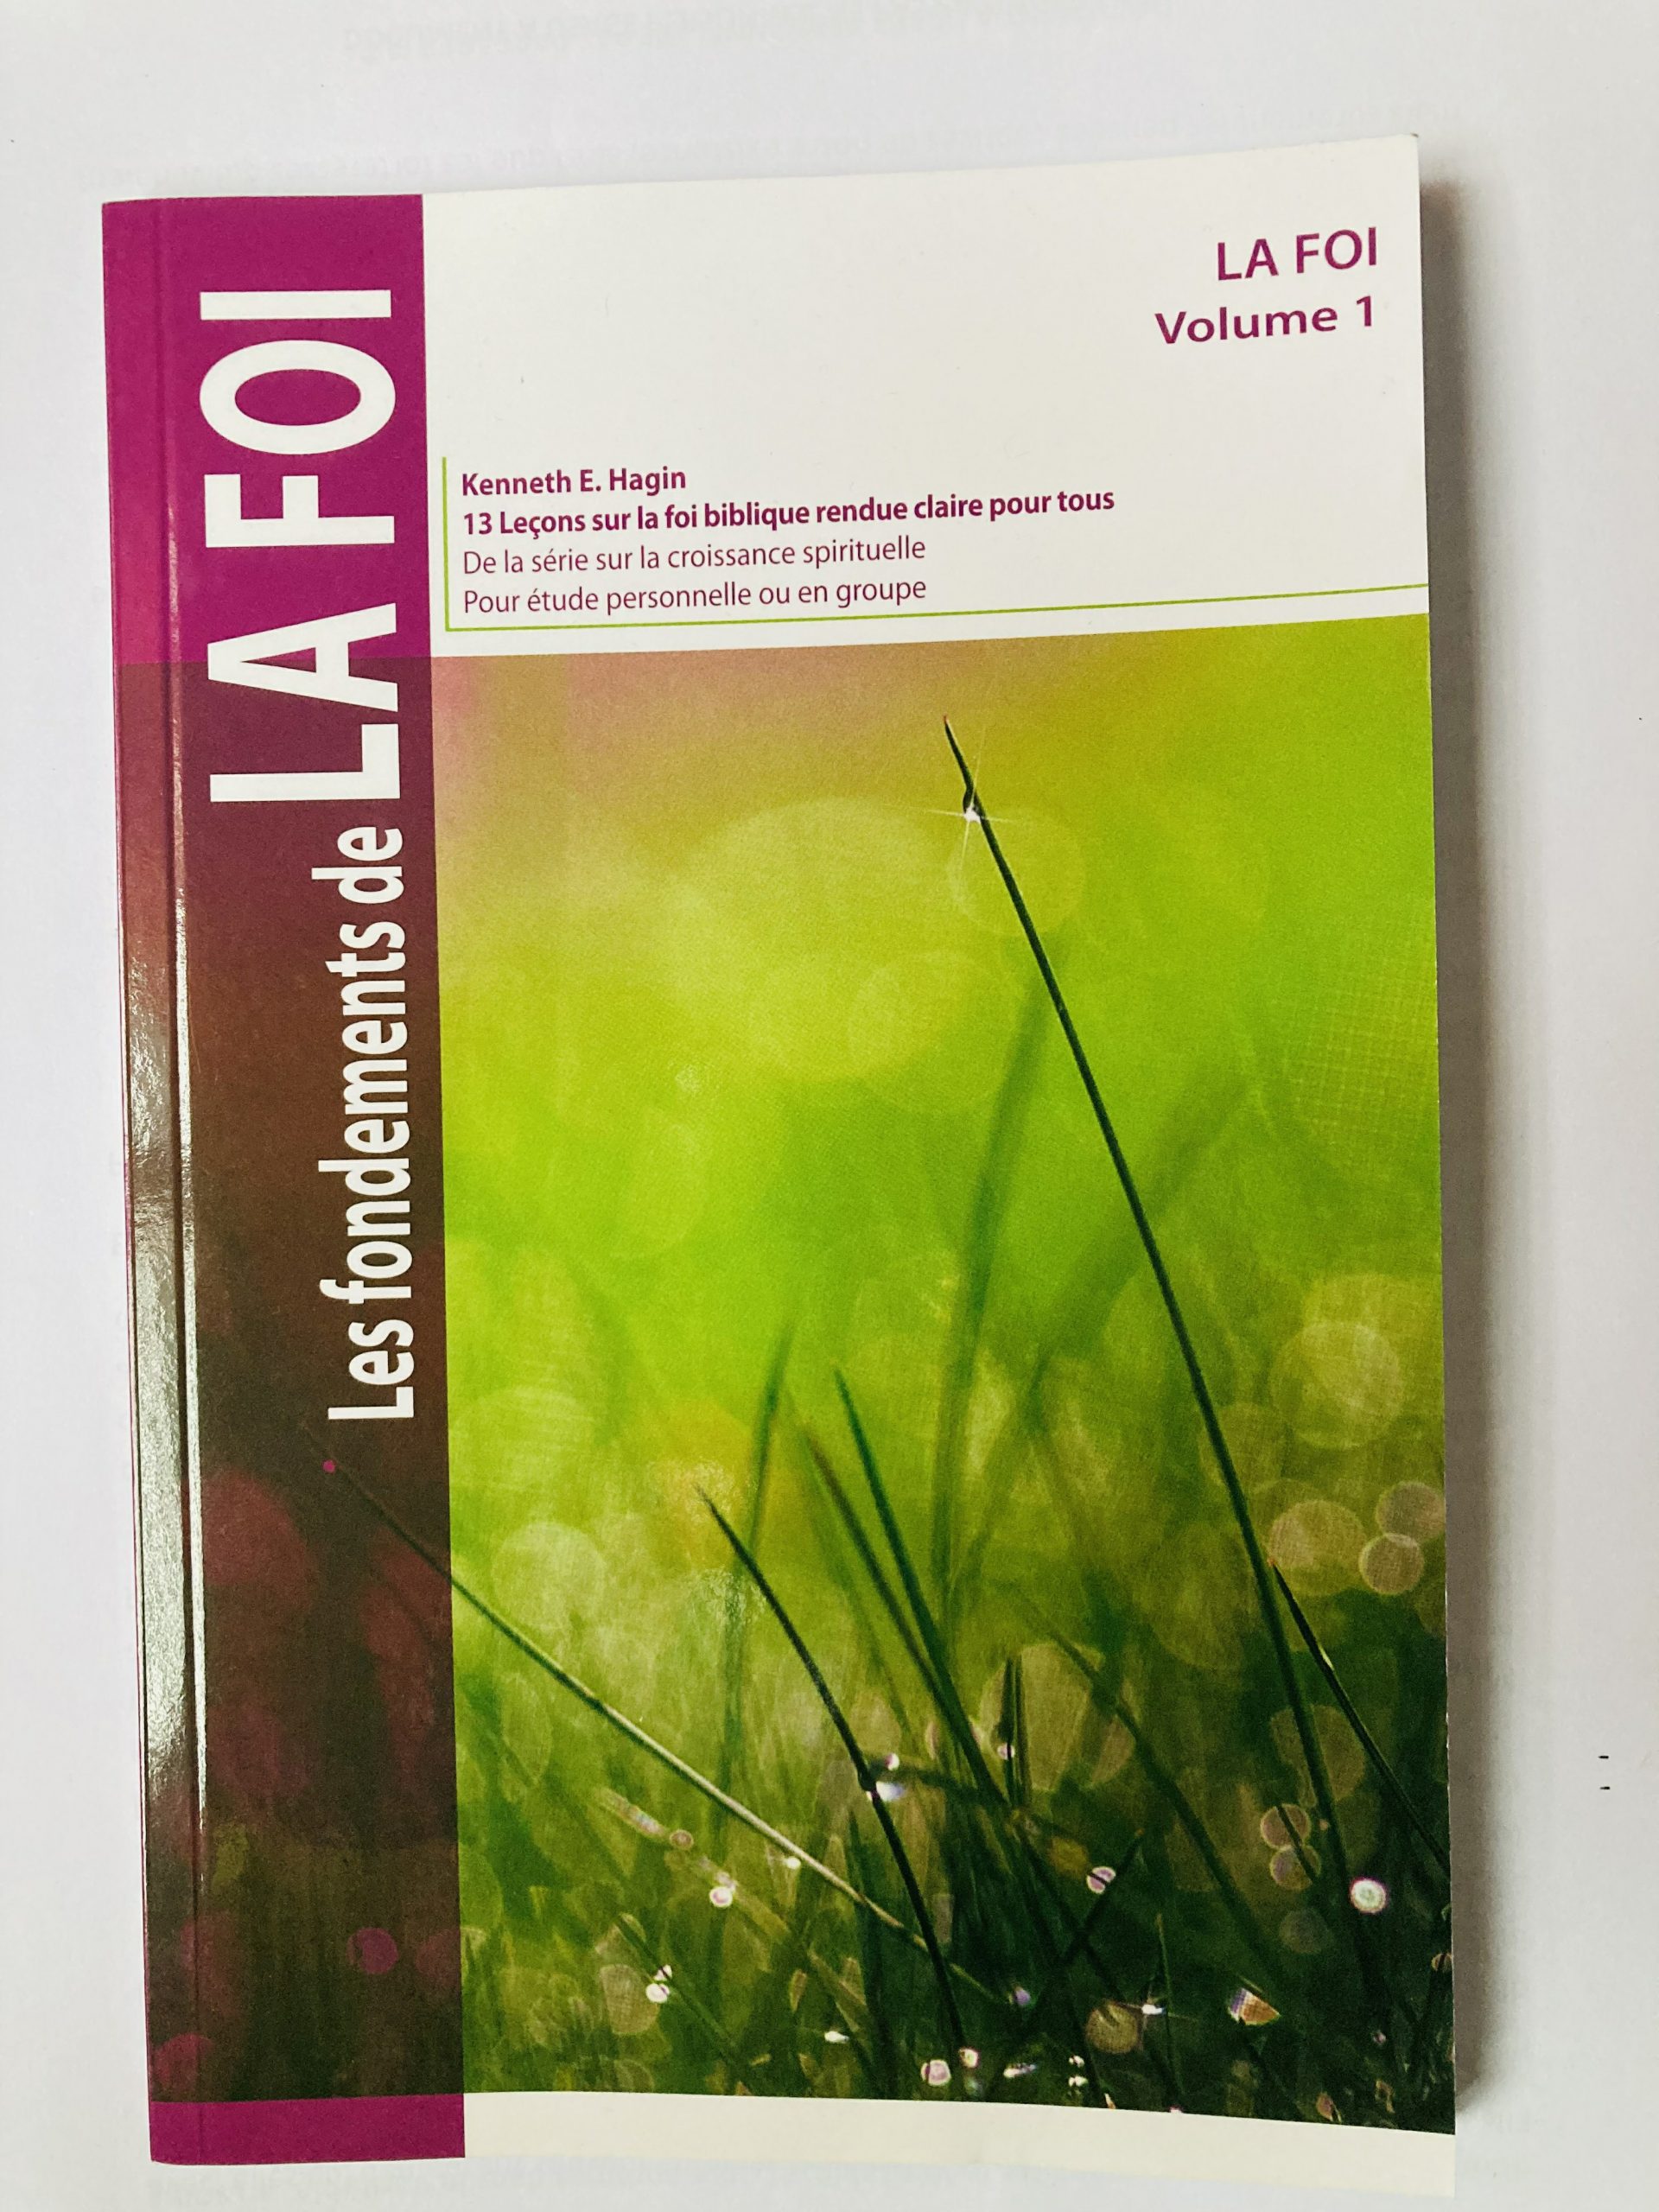 LA FOI
Volume 1
Kenneth E. Hagin
13 Leçons sur la foi biblique rendue claire pour tous
De la série sur la croissance spirituelle
Pour étude personnelle ou en groupe
Les fondements de LA FOI